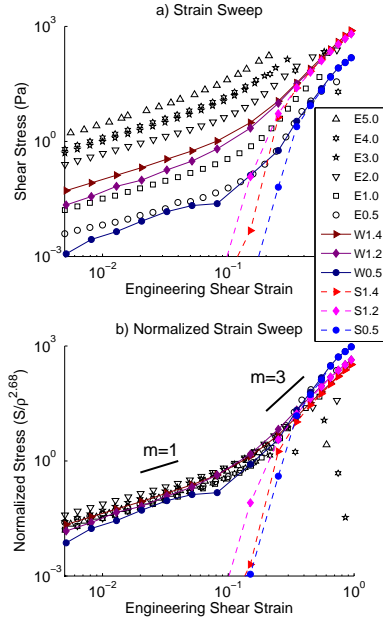 a) Strain Sweep
10³
10⁰
10⁻³
Shear Stress (Pa)
10⁻²
10⁻¹
Engineering Shear Strain
E5.0
E4.0
E3.0
E2.0
E1.0
E0.5
W1.4
W1.2
W0.5
S1.4
S1.2
S0.5
b) Normalized Strain Sweep
10³
10⁰
10⁻³
Normalized Stress (S/ρ²·⁶⁸)
m=1
m=3
10⁻²
10⁻¹
10⁰
Engineering Shear Strain